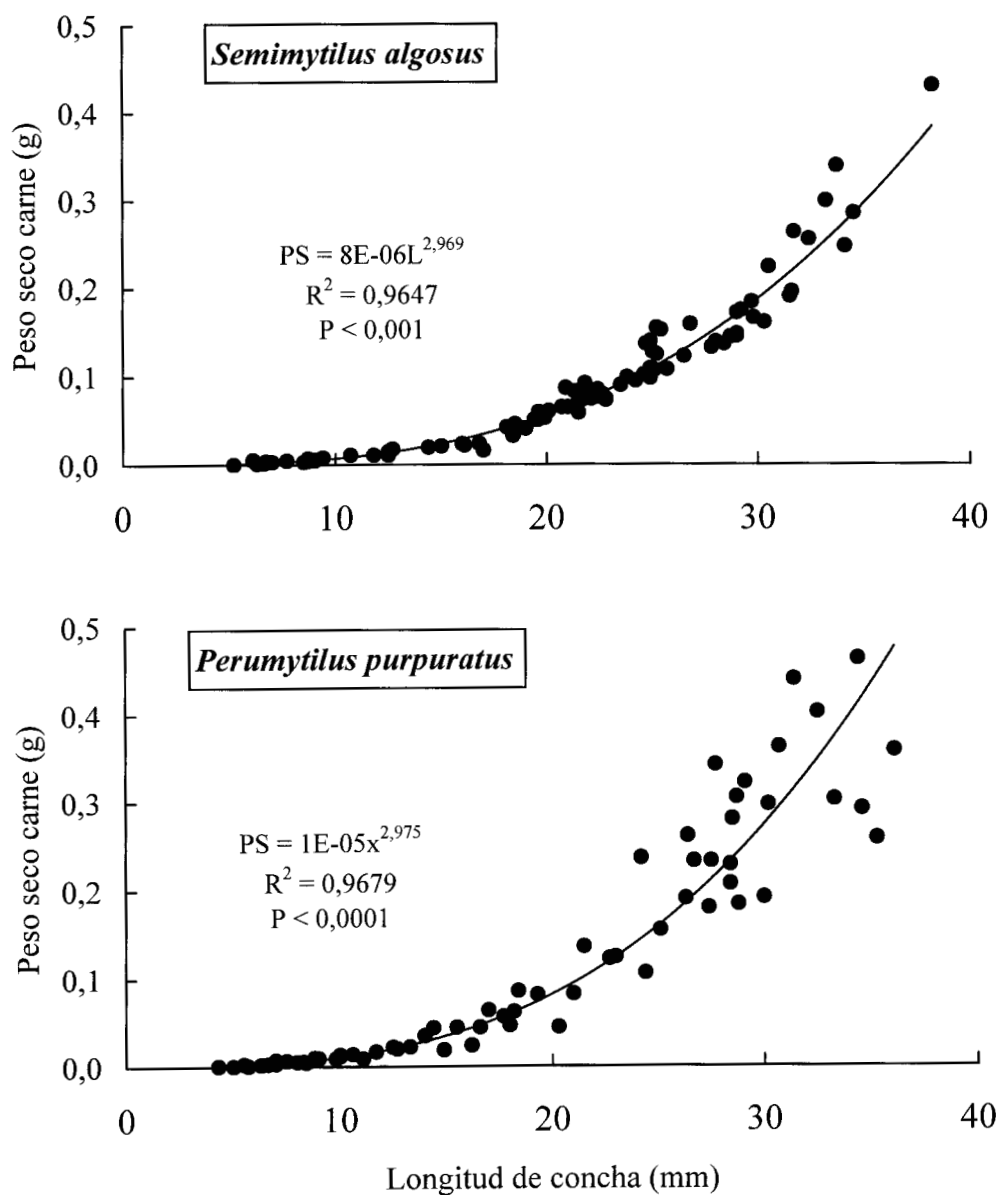 Semimytilus algosus
Peso seco carne (g)
0,5
0,4
0,3
0,2
0,1
0,0
PS = 8E-06L^2,969
R² = 0,9647
P < 0,001
0 10 20 30 40
Perumytilus purpuratus
Peso seco carne (g)
0,5
0,4
0,3
0,2
0,1
0,0
PS = 1E-05x^2,975
R² = 0,9679
P < 0,0001
0 10 20 30 40
Longitud de concha (mm)